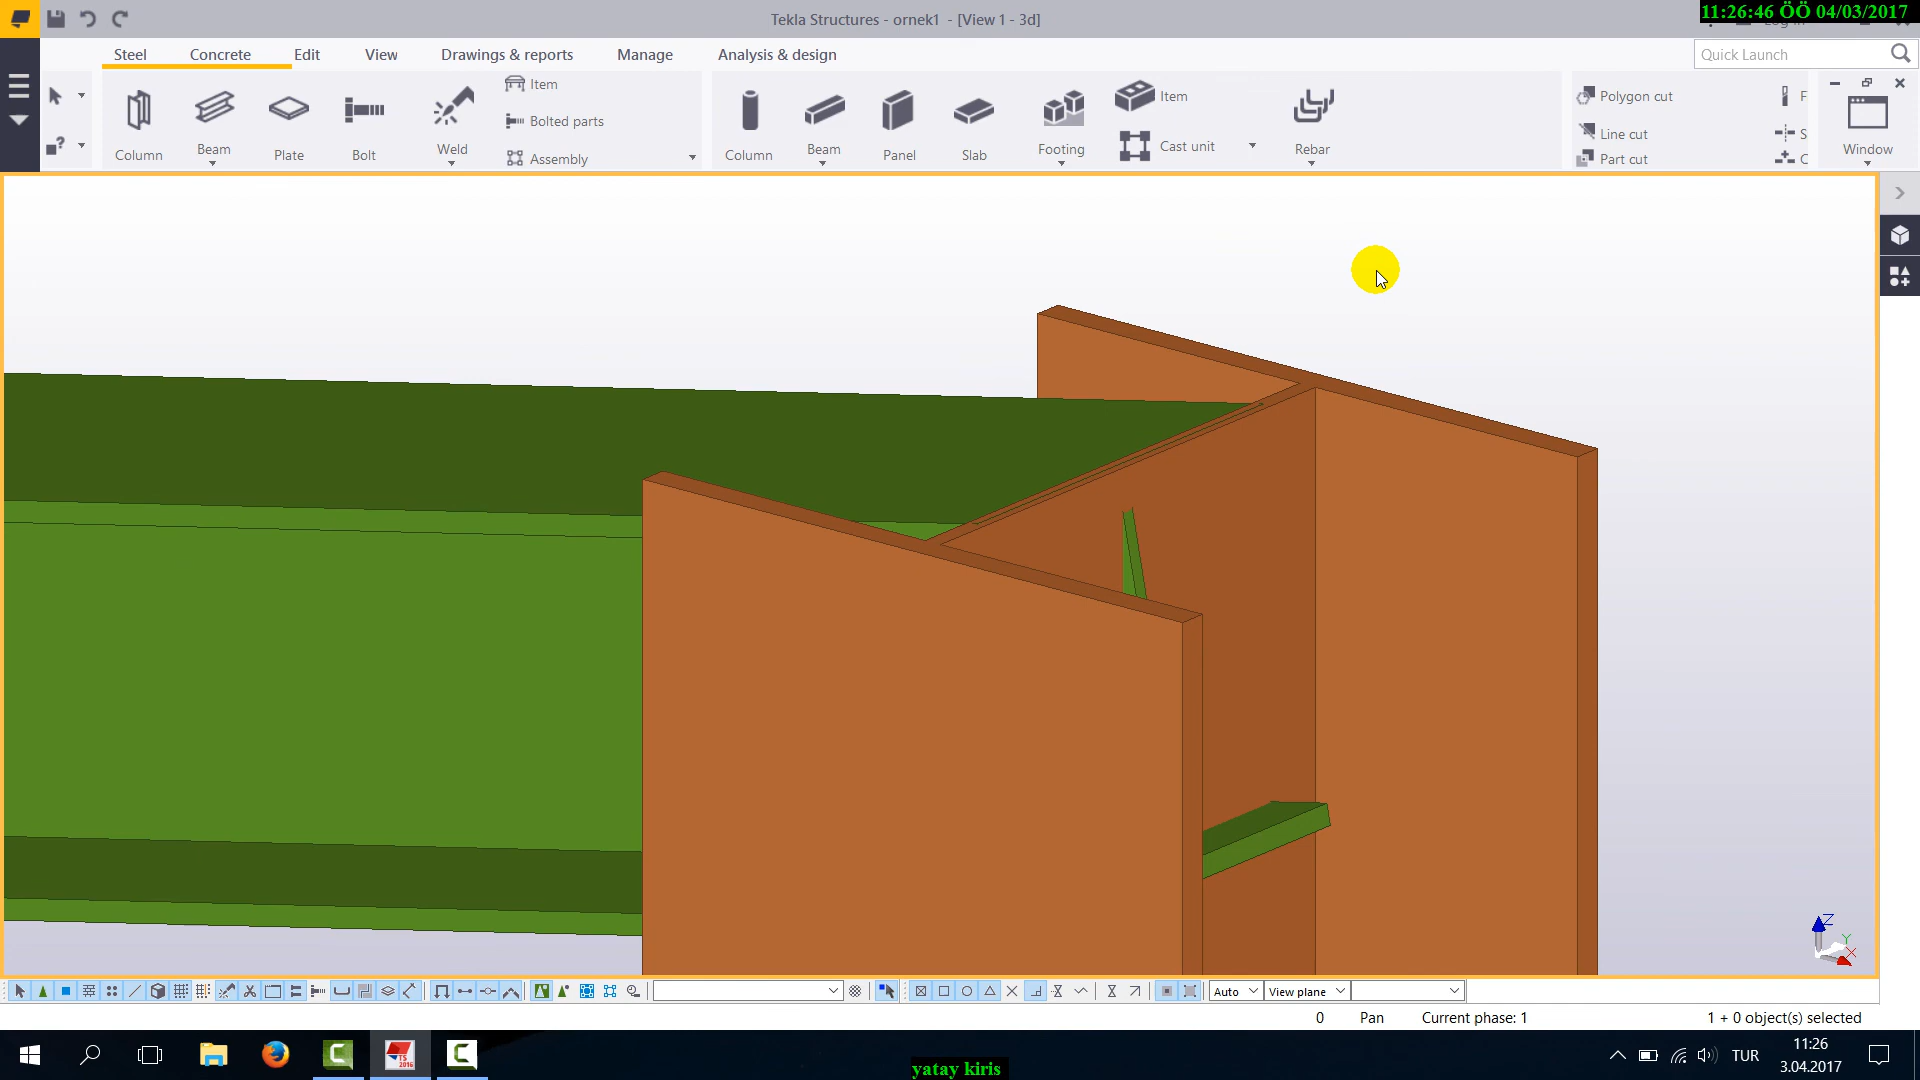 Tekla Structures - ornek1 - [View 1 - 3d]
11:26:46 ÖÖ 04/03/2017
Steel
Concrete
Edit
View
Drawings & reports
Manage
Analysis & design
Quick Launch
Column
Beam
Plate
Bolt
Weld
Item
Bolted parts
Assembly
Column
Beam
Panel
Slab
Footing
Item
Cast unit
Rebar
Polygon cut
Line cut
Part cut
F
S
C
Window
Z
Y
X
Auto
View plane
0
Pan
Current phase: 1
1 + 0 object(s) selected
TS
2016
yatay kiris
TUR
11:26
3.04.2017